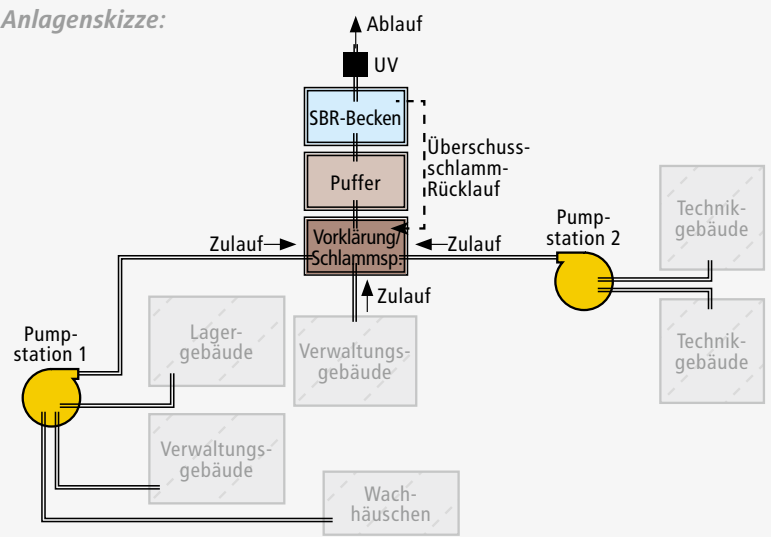 Anlagenskizze:
Ablauf
UV
SBR-Becken
Überschuss-
schlamm-
Rücklauf
Puffer
Zulauf
Vorklärung/
Schlammsp.
Zulauf
Zulauf
Pump-
station 2
Technik-
gebäude
Technik-
gebäude
Pump-
station 1
Lager-
gebäude
Verwaltungs-
gebäude
Verwaltungs-
gebäude
Wach-
häuschen